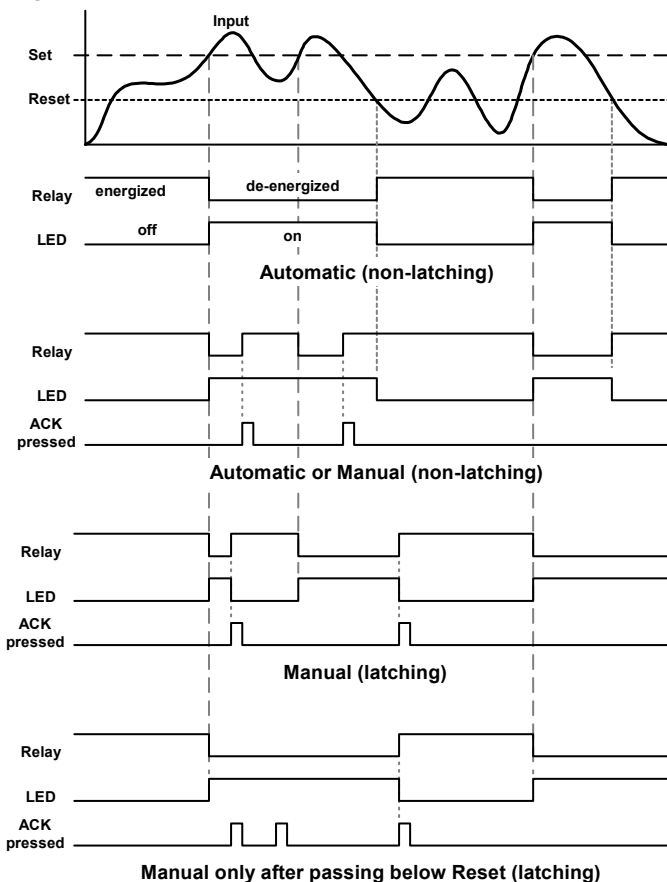 Input
Set
Reset
Relay energized de-energized
LED off on
Automatic (non-latching)
Relay
LED
ACK
pressed
Automatic or Manual (non-latching)
Relay
LED
ACK
pressed
Manual (latching)
Relay
LED
ACK
pressed
Manual only after passing below Reset (latching)